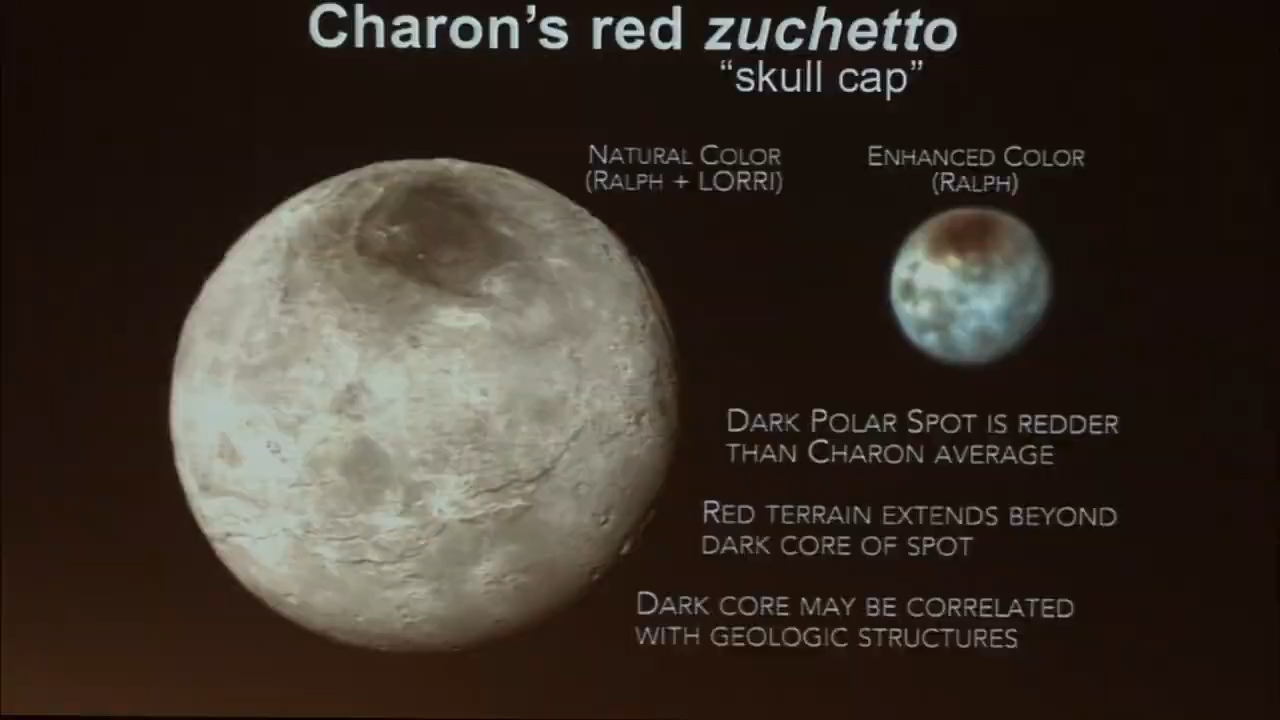 Charon's red zuchetto
"skull cap"
Natural Color
(Ralph + LORRI)
Enhanced Color
(Ralph)
Dark Polar Spot is redder
than Charon average
Red terrain extends beyond
dark core of spot
Dark core may be correlated
with geologic structures